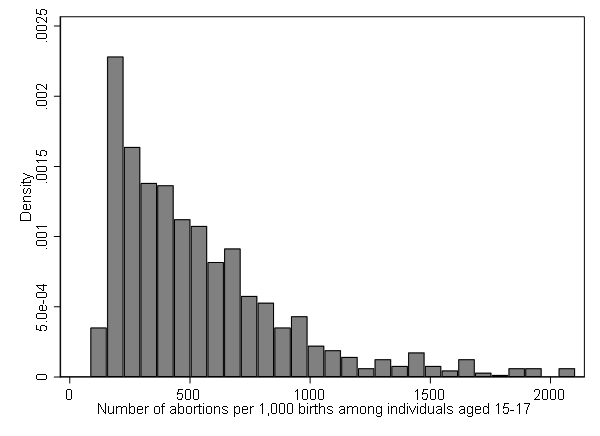 .0025
.002
.0015
.001
5.0e-04
0
Density
0 500 1000 1500 2000
Number of abortions per 1,000 births among individuals aged 15-17